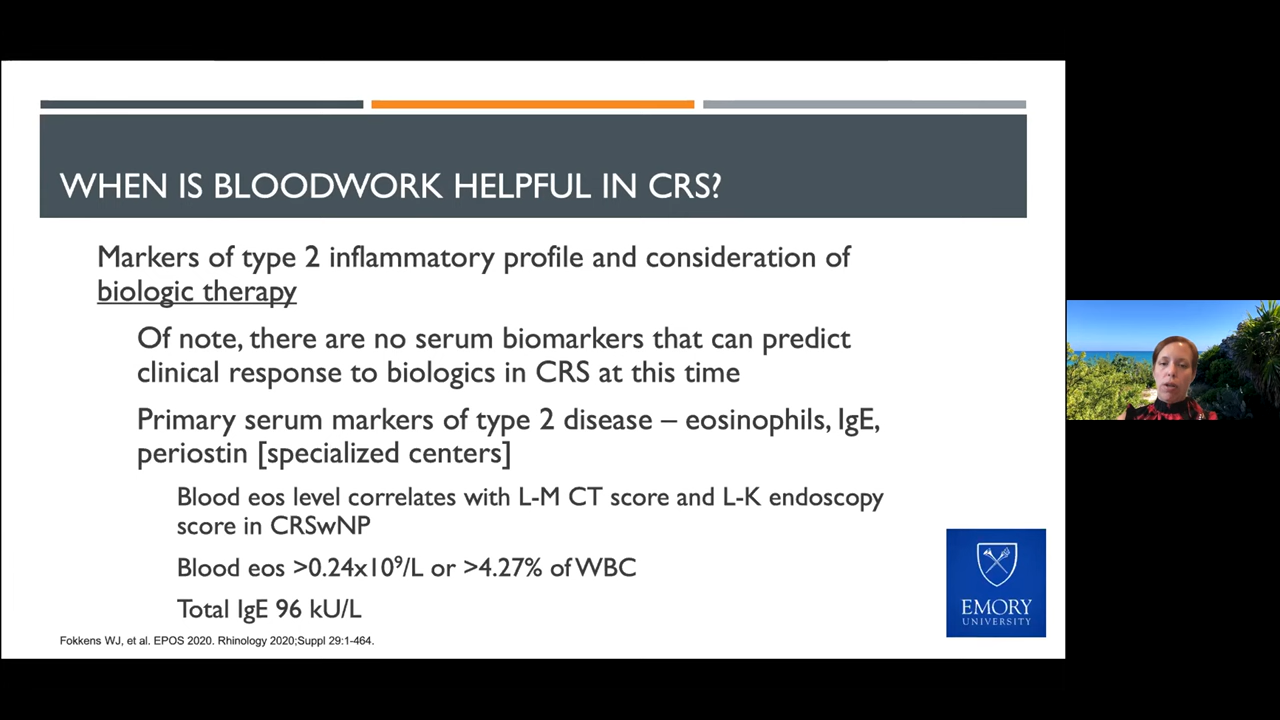 WHEN IS BLOODWORK HELPFUL IN CRS?
Markers of type 2 inflammatory profile and consideration of
biologic therapy
Of note, there are no serum biomarkers that can predict
clinical response to biologics in CRS at this time
Primary serum markers of type 2 disease – eosinophils, IgE,
periostin [specialized centers]
Blood eos level correlates with L-M CT score and L-K endoscopy
score in CRSwNP
Blood eos >0.24x10⁹/L or >4.27% of WBC
Total IgE 96 kU/L
Fokkens WJ, et al. EPOS 2020. Rhinology 2020;Suppl 29:1-464.
EMORY
UNIVERSITY